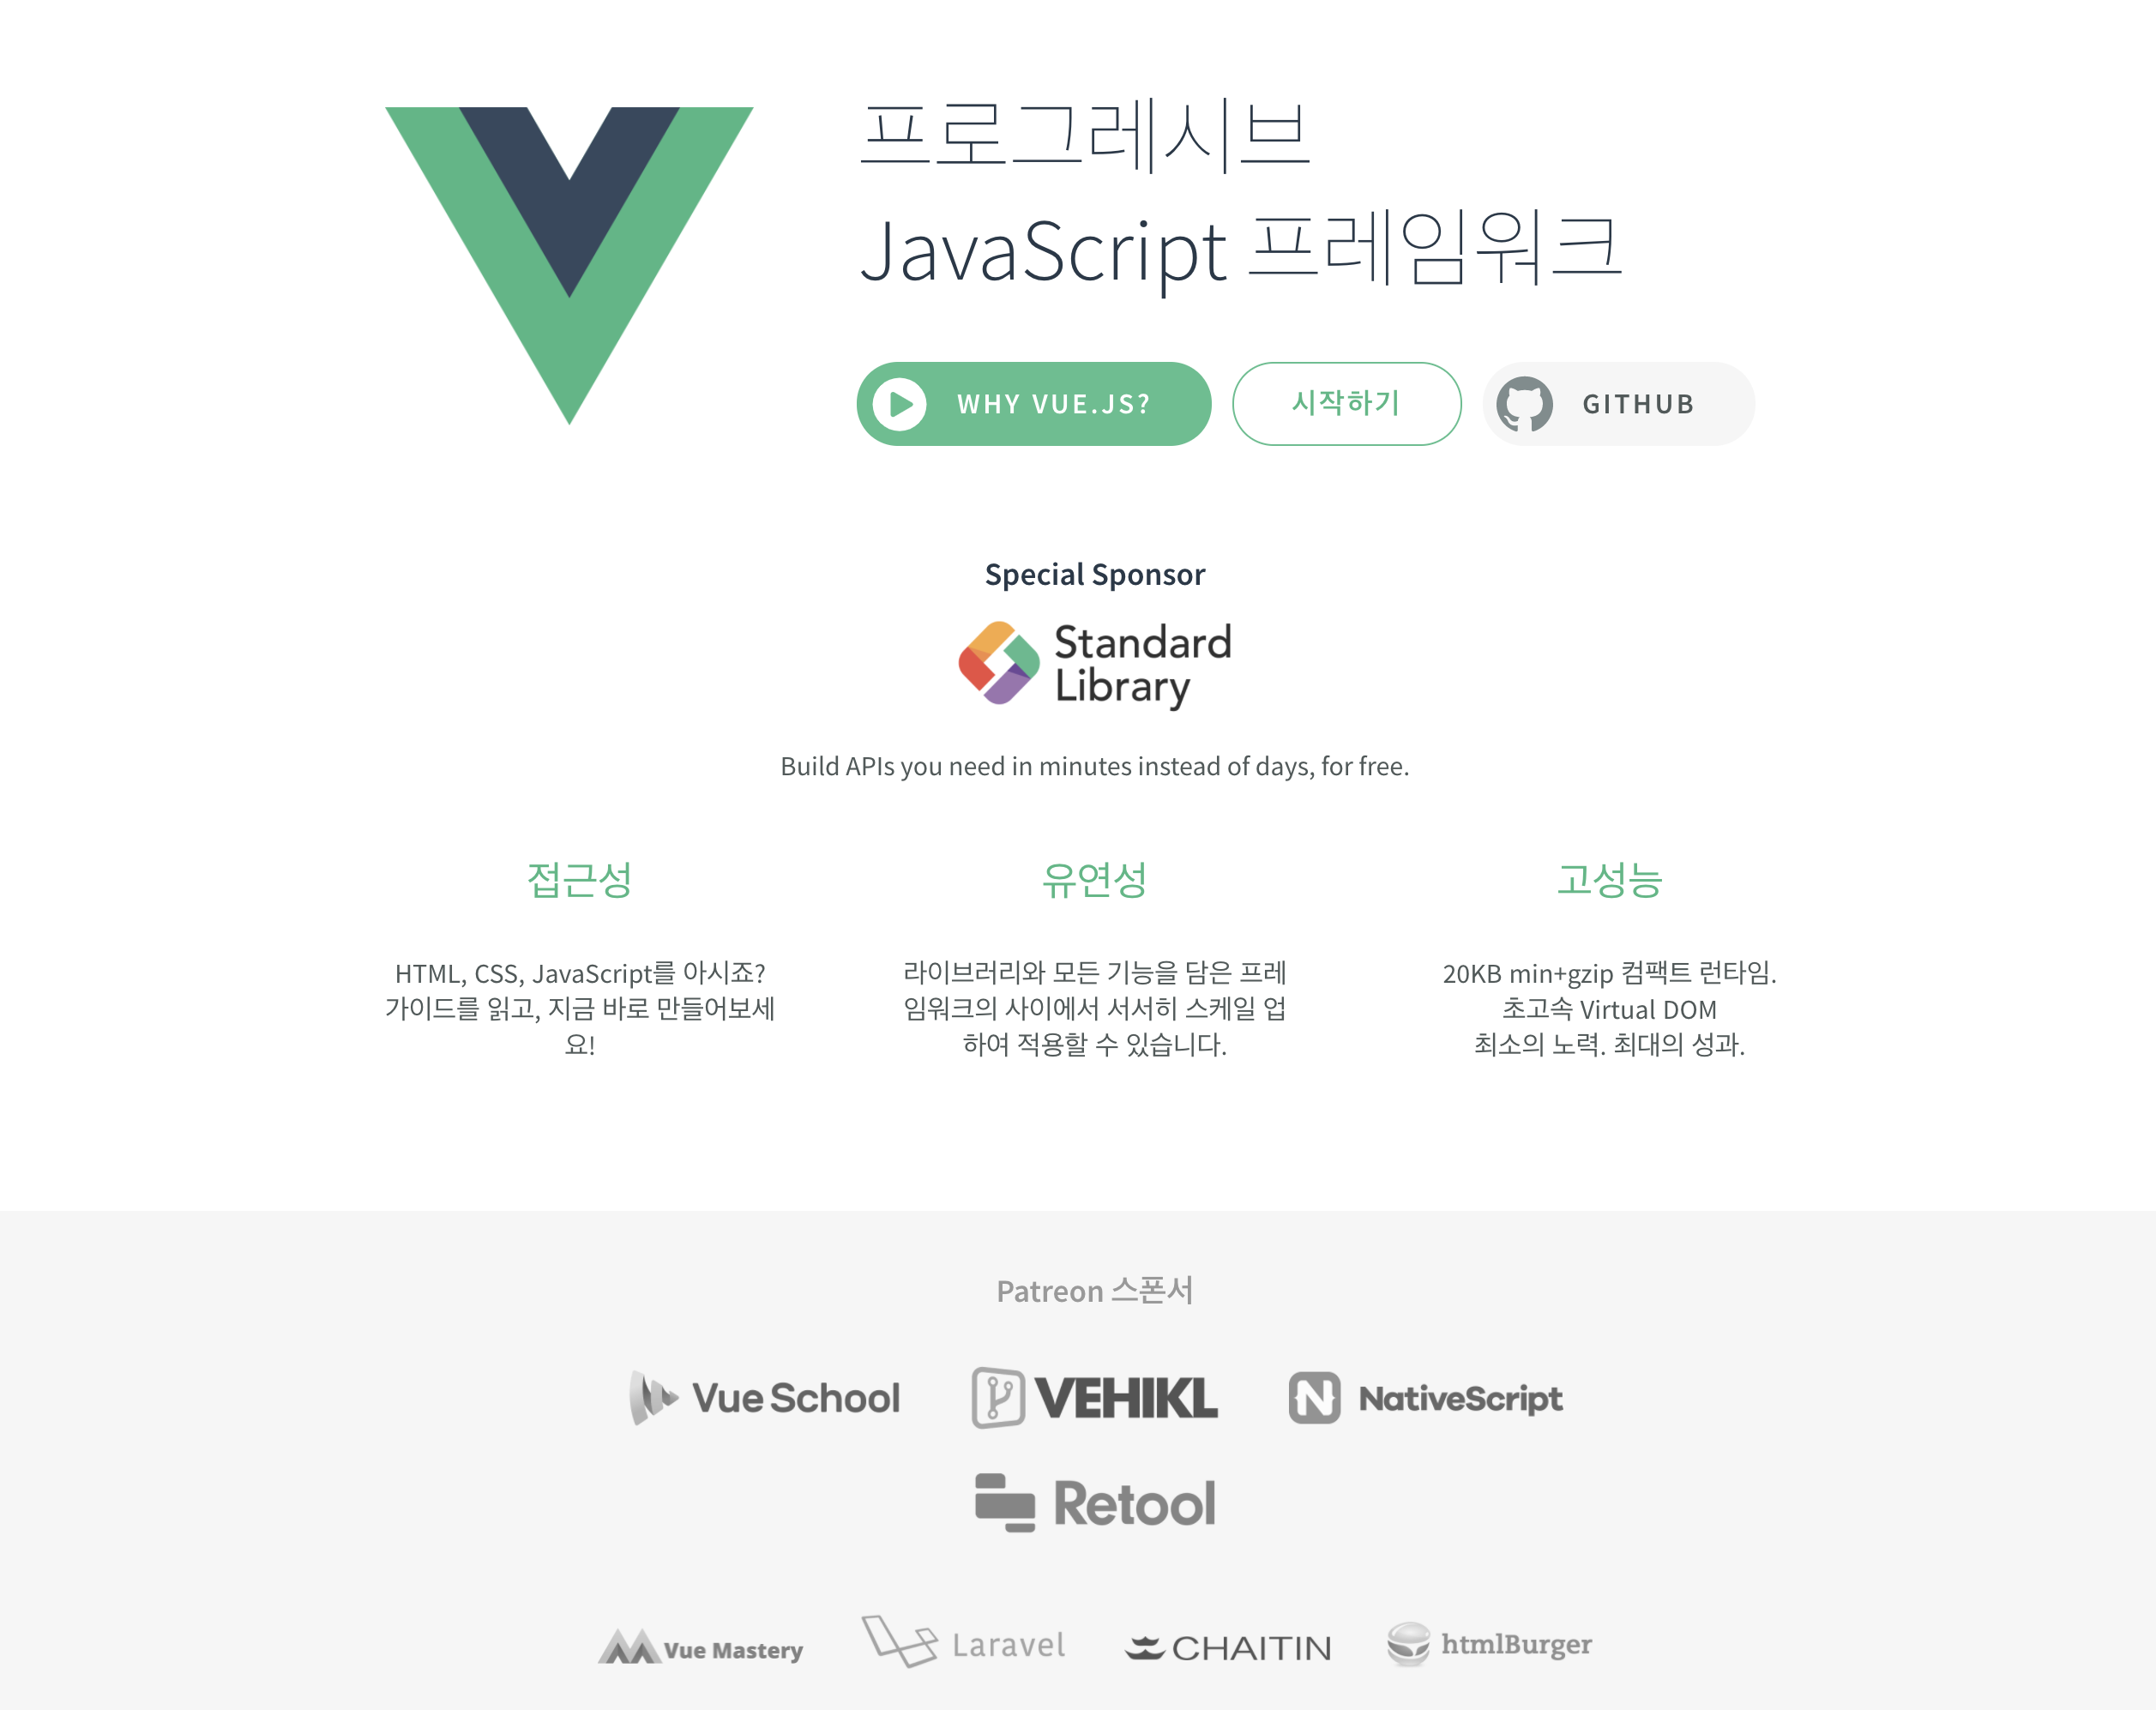 프로그레시브
JavaScript 프레임워크
WHY VUE.JS?
시작하기
GITHUB
Special Sponsor
Standard
Library
Build APIs you need in minutes instead of days, for free.
접근성
HTML, CSS, JavaScript를 아시죠?
가이드를 읽고, 지금 바로 만들어보세
요!
유연성
라이브러리와 모든 기능을 담은 프레
임워크의 사이에서 서서히 스케일 업
하여 적용할 수 있습니다.
고성능
20KB min+gzip 컴팩트 런타임.
초고속 Virtual DOM
최소의 노력. 최대의 성과.
Patreon 스폰서
Vue School
VEHIKL
NativeScript
Retool
Vue Mastery
Laravel
CHAITIN
htmlBurger